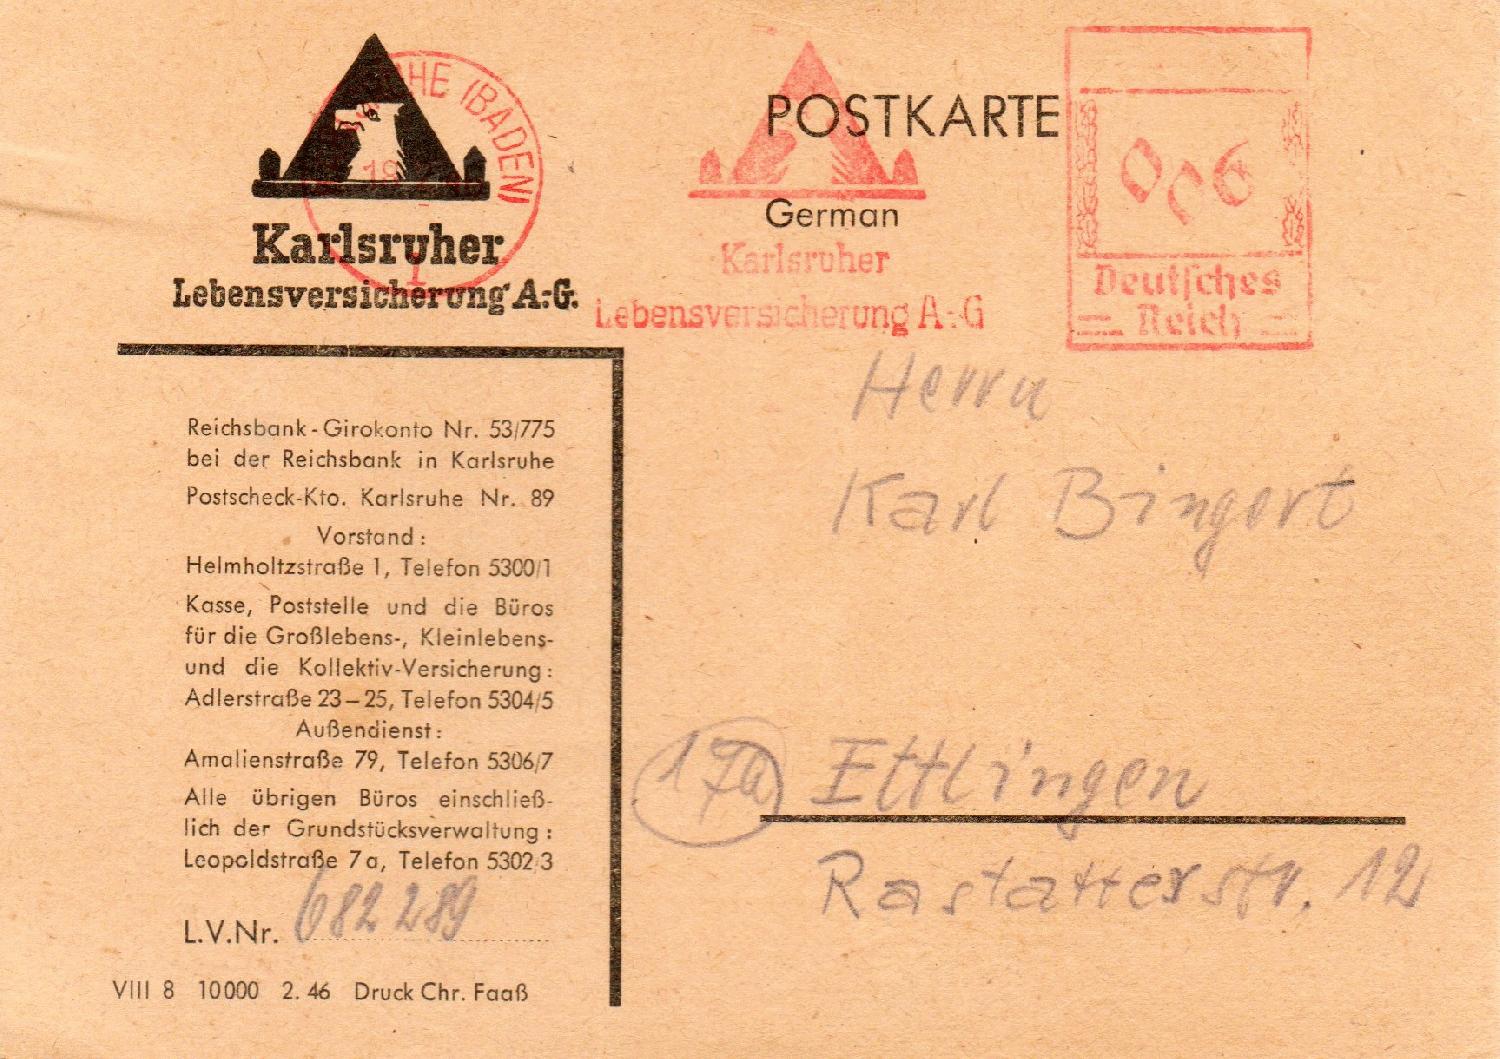 POSTKARTE
German
Karlsruher
Lebensversicherung A.-G.
Karlsruher
Lebensversicherung A.-G
(BADEN)
1
006
Deutsches
Reich
Reichsbank-Girokonto Nr. 53/775
bei der Reichsbank in Karlsruhe
Postscheck-Kto. Karlsruhe Nr. 89
Vorstand:
Helmholtzstraße 1, Telefon 5300/1
Kasse, Poststelle und die Büros
für die Großlebens-, Kleinlebens-
und die Kollektiv-Versicherung:
Adlerstraße 23–25, Telefon 5304/5
Außendienst:
Amalienstraße 79, Telefon 5306/7
Alle übrigen Büros einschließ-
lich der Grundstücksverwaltung:
Leopoldstraße 7a, Telefon 5302/3
L.V.Nr. 682289
VIII 8 10000 2.46 Druck Chr. Faaß
Herrn
Karl Bingert
17a Ettlingen
Rastatterstr. 12